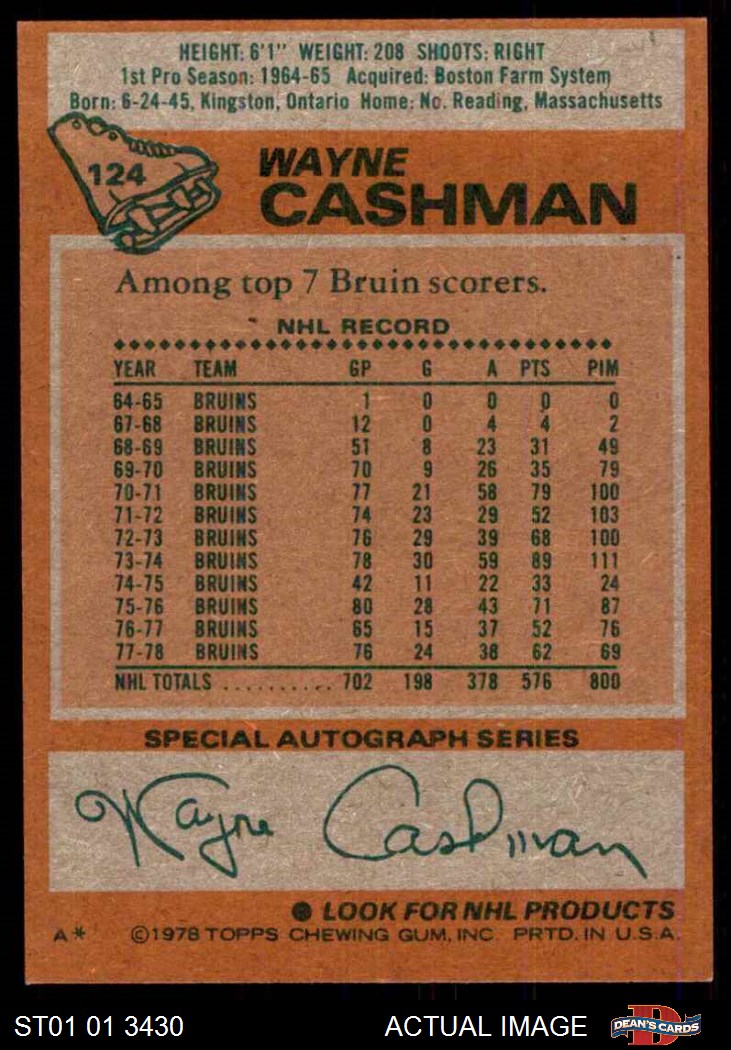 HEIGHT: 6'1" WEIGHT: 208 SHOOTS: RIGHT
1st Pro Season: 1964-65 Acquired: Boston Farm System
Born: 6-24-45, Kingston, Ontario Home: No. Reading, Massachusetts
124
WAYNE
CASHMAN
Among top 7 Bruin scorers.
NHL RECORD
YEAR TEAM GP G A PTS PIM
64-65 BRUINS 1 0 0 0 0
67-68 BRUINS 12 0 4 4 2
68-69 BRUINS 51 8 23 31 49
69-70 BRUINS 70 9 26 35 79
70-71 BRUINS 77 21 58 79 100
71-72 BRUINS 74 23 29 52 103
72-73 BRUINS 76 29 39 68 100
73-74 BRUINS 78 30 59 89 111
74-75 BRUINS 42 11 22 33 24
75-76 BRUINS 80 28 43 71 87
76-77 BRUINS 65 15 37 52 76
77-78 BRUINS 76 24 38 62 69
NHL TOTALS .......... 702 198 378 576 800
SPECIAL AUTOGRAPH SERIES
Wayne Cashman
LOOK FOR NHL PRODUCTS
A* ©1978 TOPPS CHEWING GUM, INC. PRTD. IN U.S.A.
ST01 01 3430 ACTUAL IMAGE D DEAN'S CARDS